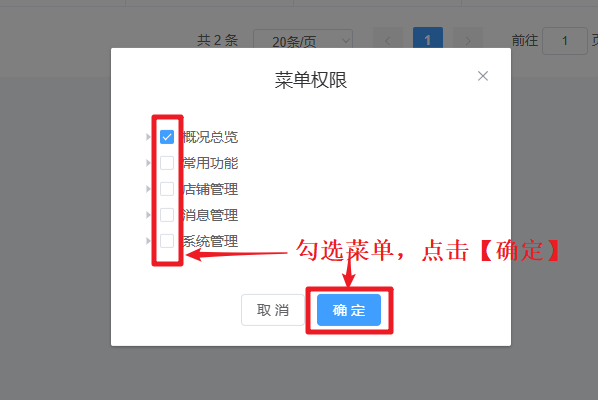 共 2 条 20条/页 1 前往 1
菜单权限
概况总览
常用功能
店铺管理
消息管理
系统管理
勾选菜单，点击【确定】
取 消 确 定